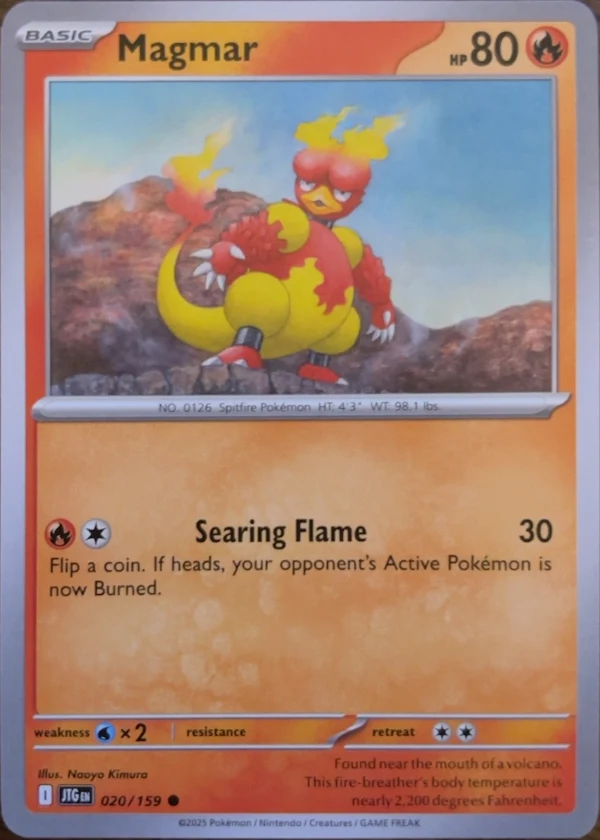 BASIC Magmar HP 80
NO. 0126 Spitfire Pokémon HT: 4'3" WT: 98.1 lbs.
Searing Flame 30
Flip a coin. If heads, your opponent's Active Pokémon is
now Burned.
weakness ×2 resistance retreat
Illus. Naoyo Kimura
I JTG EN 020/159
Found near the mouth of a volcano.
This fire-breather's body temperature is
nearly 2,200 degrees Fahrenheit.
©2025 Pokémon / Nintendo / Creatures / GAME FREAK